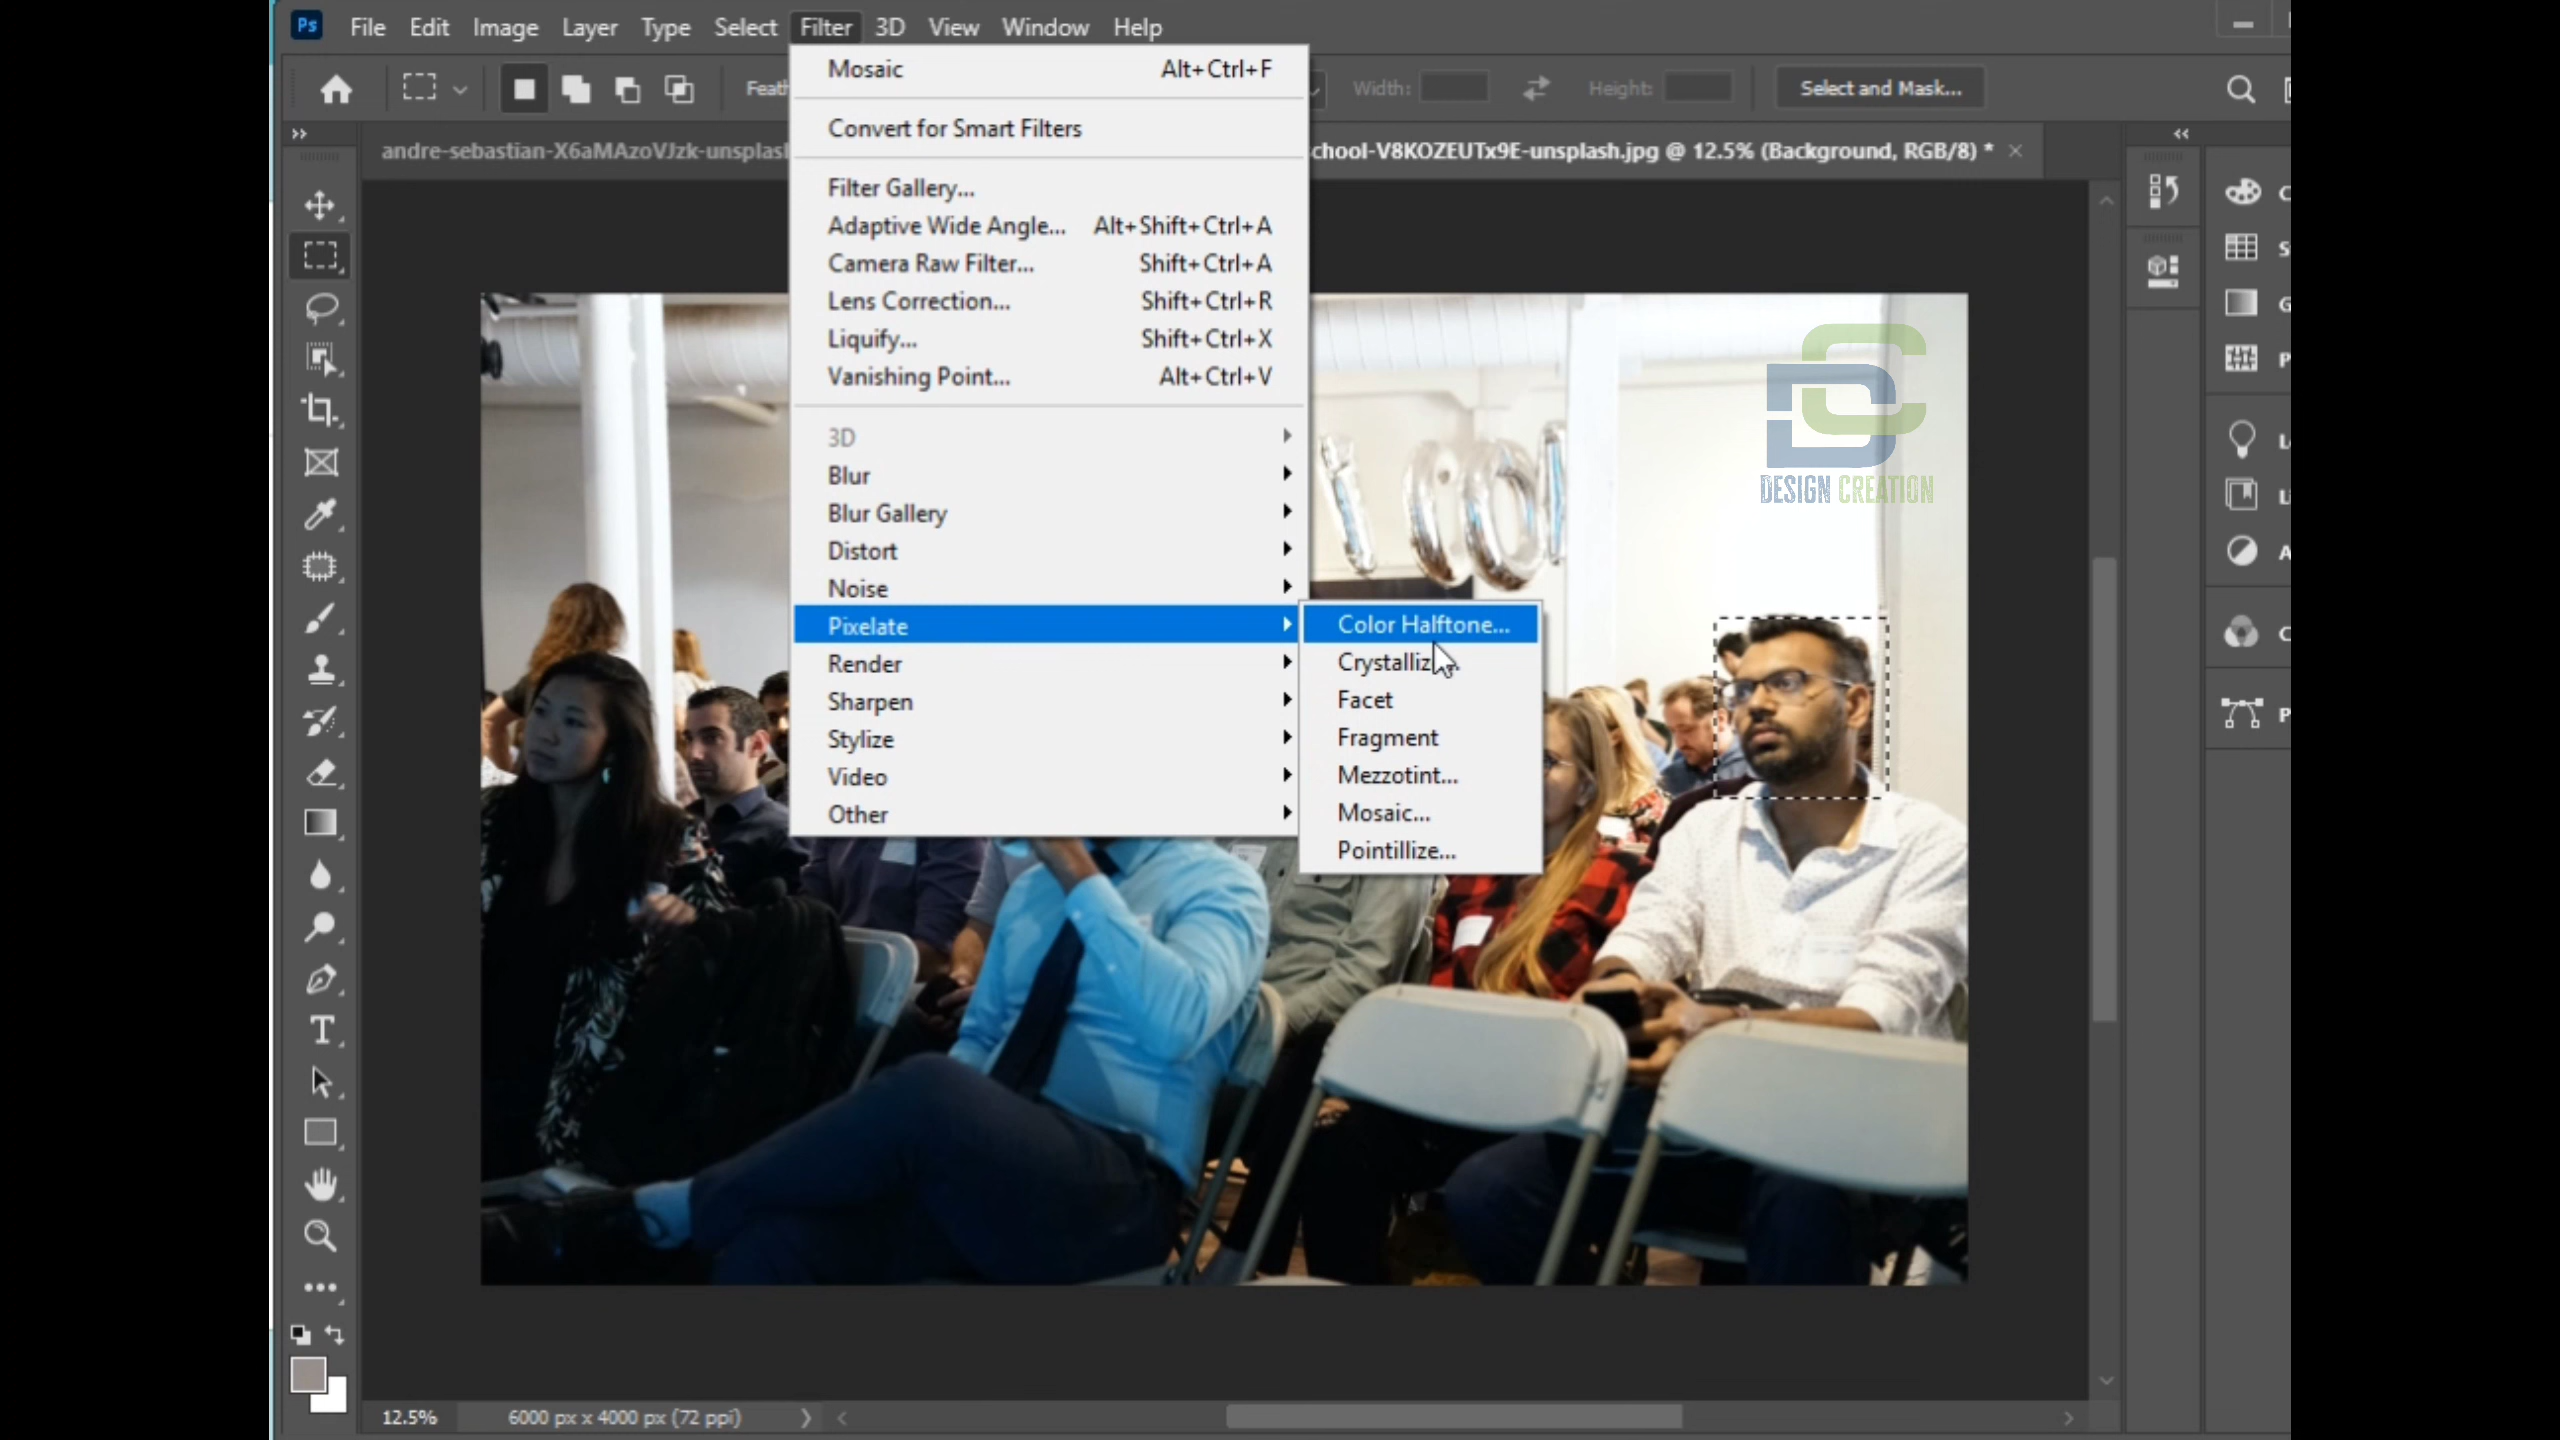 Ps File Edit Image Layer Type Select Filter 3D View Window Help
Width: Height: Select and Mask...
andre-sebastian-X6aMAzoVJzk-unsplas
chool-V8KOZEUTx9E-unsplash.jpg @ 12.5% (Background, RGB/8) * ×
Mosaic Alt+Ctrl+F
Convert for Smart Filters
Filter Gallery...
Adaptive Wide Angle... Alt+Shift+Ctrl+A
Camera Raw Filter... Shift+Ctrl+A
Lens Correction... Shift+Ctrl+R
Liquify... Shift+Ctrl+X
Vanishing Point... Alt+Ctrl+V
3D
Blur
Blur Gallery
Distort
Noise
Pixelate
Render
Sharpen
Stylize
Video
Other
Color Halftone...
Crystalliz
Facet
Fragment
Mezzotint...
Mosaic...
Pointillize...
DC
DESIGN CREATION
12.5% 6000 px x 4000 px (72 ppi)